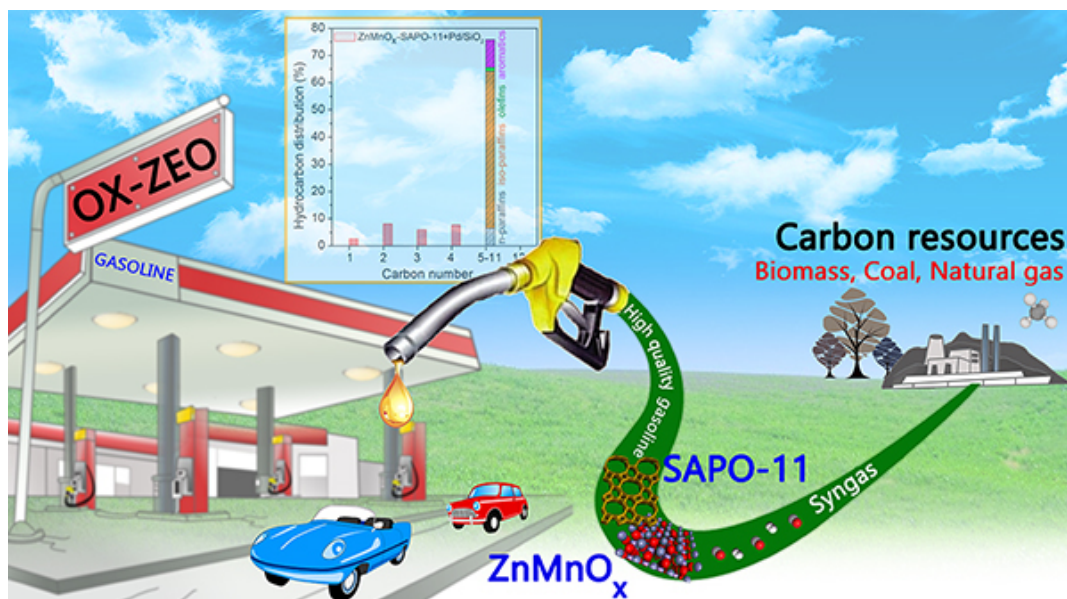 ZnMnOₓ-SAPO-11+Pd/SiO₂
Hydrocarbon distribution (%)
80
70
60
50
40
30
20
10
0
n-paraffins iso-paraffins olefins aromatics
1 2 3 4 5-11 12
Carbon number
OX-ZEO
GASOLINE
Carbon resources
Biomass, Coal, Natural gas
High quality gasoline
SAPO-11
Syngas
ZnMnOₓ